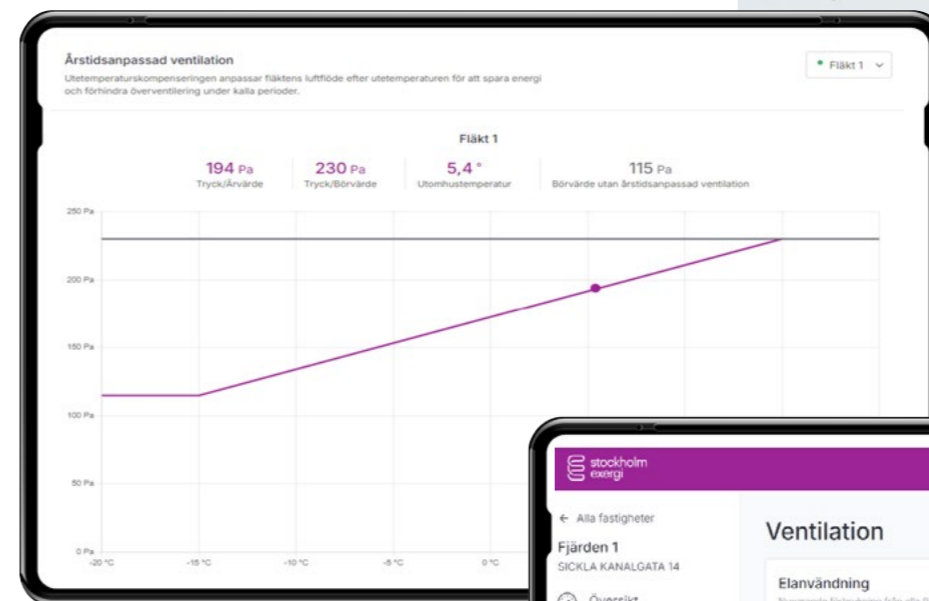 Årstidsanpassad ventilation
Utetemperaturskompenseringen anpassar fläktens luftflöde efter utetemperaturen för att spara energi
och förhindra överventilering under kalla perioder.
Fläkt 1
Fläkt 1
194 Pa
Tryck/Ärvärde
230 Pa
Tryck/Börvärde
5,4 °
Utomhustemperatur
115 Pa
Börvärde utan årstidsanpassad ventilation
250 Pa
200 Pa
150 Pa
100 Pa
50 Pa
0 Pa
-20 °C
-15 °C
-10 °C
-5 °C
0 °C
stockholm
exergi
← Alla fastigheter
Fjärden 1
SICKLA KANALGATA 14
Översikt
Ventilation
Elanvändning